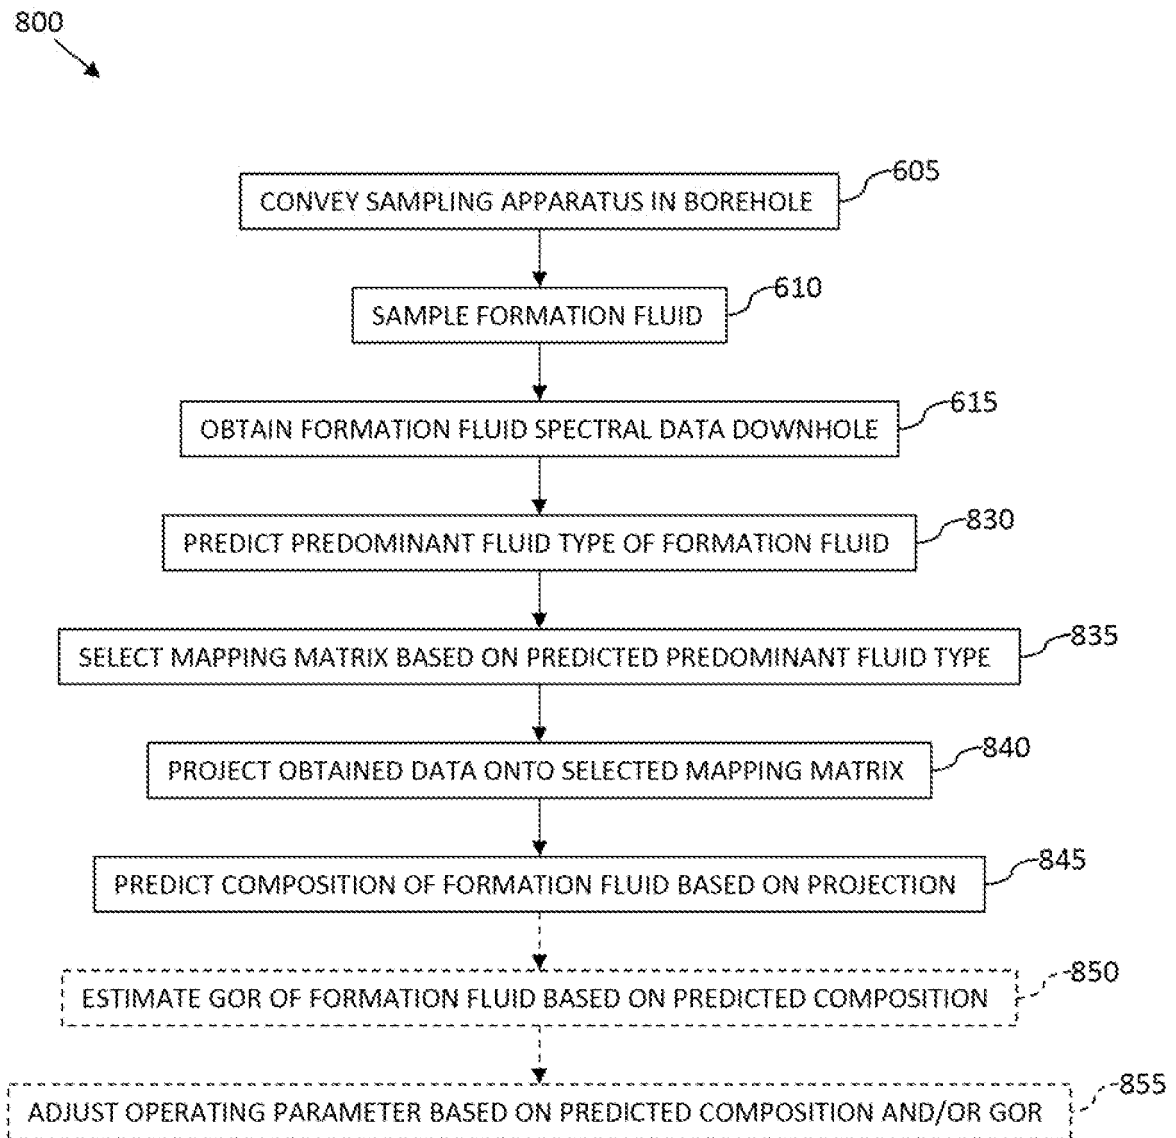 800
605
CONVEY SAMPLING APPARATUS IN BOREHOLE
610
SAMPLE FORMATION FLUID
615
OBTAIN FORMATION FLUID SPECTRAL DATA DOWNHOLE
830
PREDICT PREDOMINANT FLUID TYPE OF FORMATION FLUID
835
SELECT MAPPING MATRIX BASED ON PREDICTED PREDOMINANT FLUID TYPE
840
PROJECT OBTAINED DATA ONTO SELECTED MAPPING MATRIX
845
PREDICT COMPOSITION OF FORMATION FLUID BASED ON PROJECTION
850
ESTIMATE GOR OF FORMATION FLUID BASED ON PREDICTED COMPOSITION
855
ADJUST OPERATING PARAMETER BASED ON PREDICTED COMPOSITION AND/OR GOR